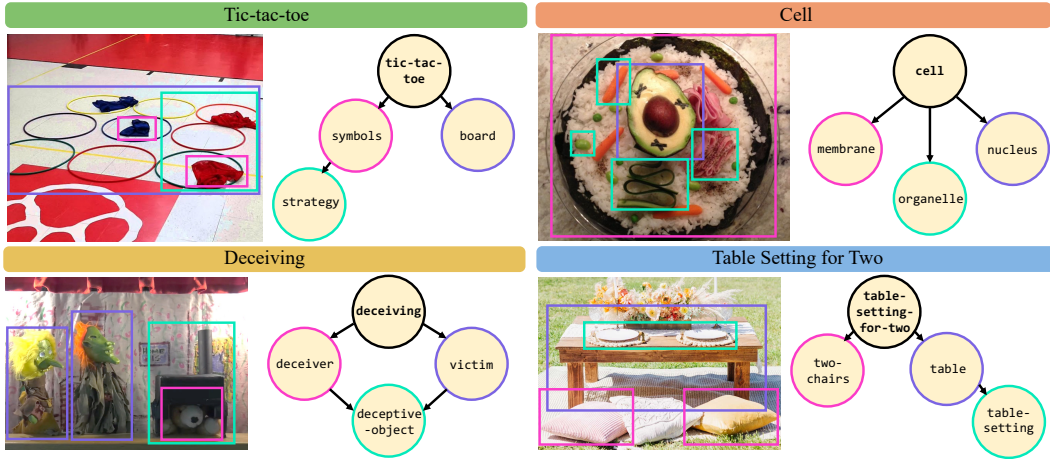 Tic-tac-toe
tic-tac-
toe
symbols
board
strategy
Cell
cell
membrane
nucleus
organelle
Deceiving
deceiving
deceiver
victim
deceptive
-object
Table Setting for Two
table-
setting-
for-two
two-
chairs
table
table-
setting